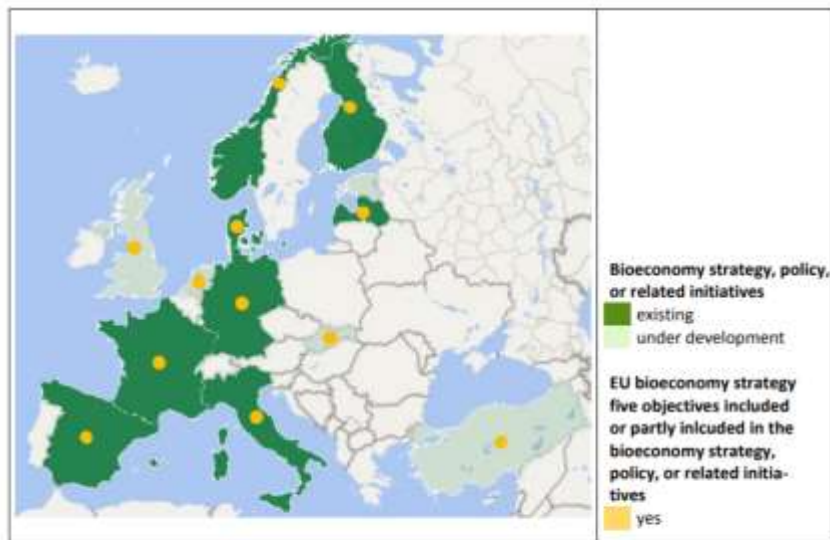 Bioeconomy strategy, policy,
or related initiatives
existing
under development
EU bioeconomy strategy
five objectives included
or partly inlcuded in the
bioeconomy strategy,
policy, or related initia-
tives
yes